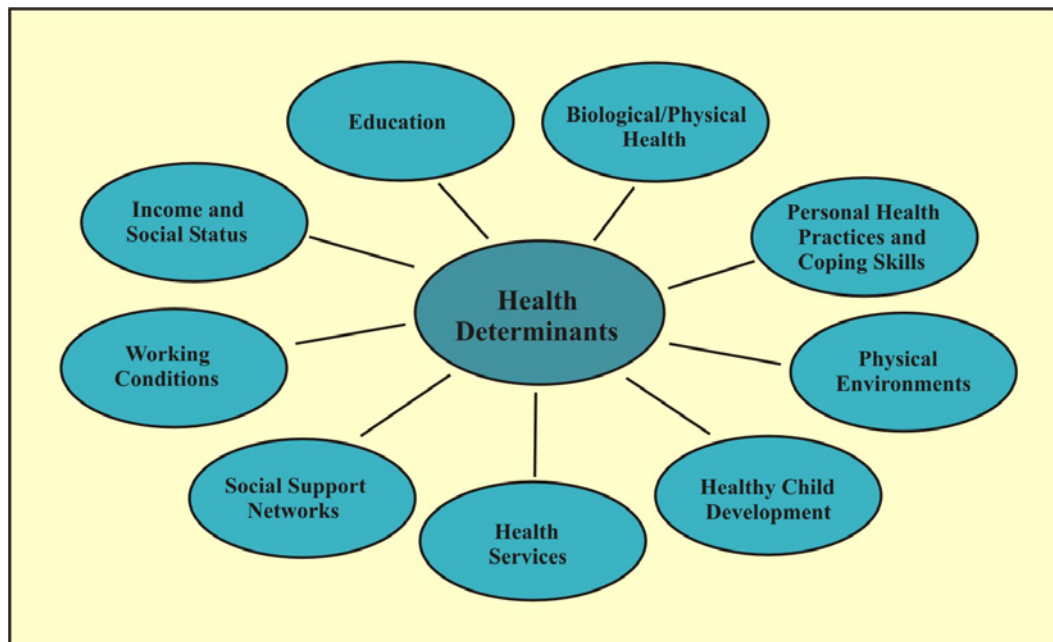 Education
Biological/Physical
Health
Income and
Social Status
Personal Health
Practices and
Coping Skills
Health
Determinants
Working
Conditions
Physical
Environments
Social Support
Networks
Health
Services
Healthy Child
Development